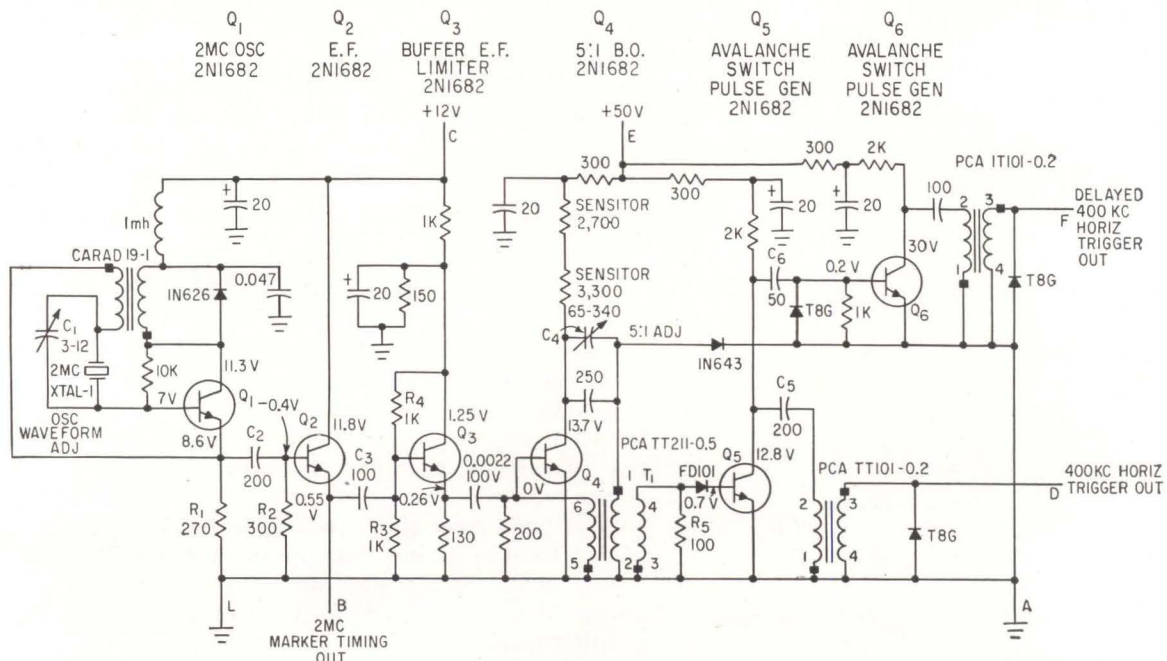 Q1
2MC OSC
2N1682
Q2
E.F.
2N1682
Q3
BUFFER E.F.
LIMITER
2N1682
Q4
5:1 B.O.
2N1682
Q5
AVALANCHE
SWITCH
PULSE GEN
2N1682
Q6
AVALANCHE
SWITCH
PULSE GEN
2N1682
+12V
C
+50V
E
300
2K
300
300
PCA 1T101-0.2
+
20
1mh
1K
20
SENSITOR
2,700
2K
+
20
+
20
100
2
3
1
4
DELAYED
400 KC
F
HORIZ
TRIGGER
OUT
CARAD 19-1
IN626
0.047
+
20
150
SENSITOR
3,300
65-340
C4
5:1 ADJ
C6
50
0.2 V
30V
Q6
T8G
1K
T8G
C1
3-12
2MC
XTAL-1
10K
11.3 V
7V
Q1
-0.4V
OSC
WAVEFORM
ADJ
8.6V
C2
200
Q2
11.8V
0.55
V
C3
100
R4
1K
1.25 V
Q3
0.26V
0.0022
100V
250
13.7 V
0V
Q4
IN643
PCA TT211-0.5
1
T1
FD101
0.7 V
Q5
12.8 V
C5
200
PCA TT101-0.2
400KC HORIZ
D
TRIGGER OUT
R1
270
R2
300
R3
1K
130
200
6
5
2
4
3
R5
100
2
1
3
4
T8G
L
B
A
2MC
MARKER TIMING
OUT